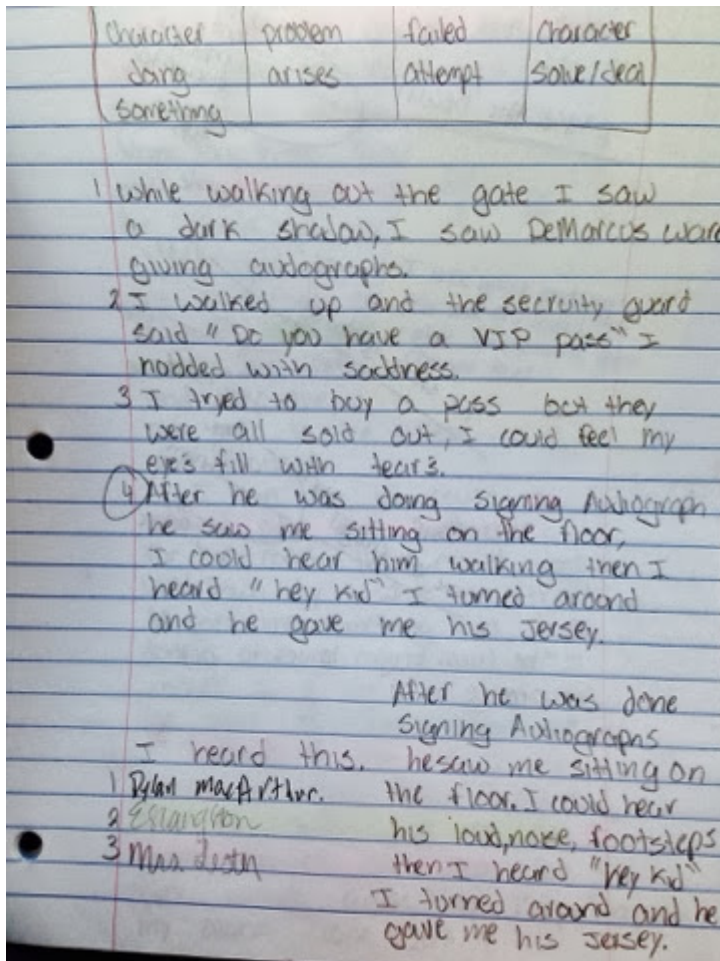 character problem failed character
doing arises attempt solve/deal
something
1 While walking out the gate I saw
a dark shadow, I saw DeMarcus Ware
giving audographs.
2 I walked up and the secruity guard
said "Do you have a VIP pass" I
nodded with saddness.
3 I tryed to buy a pass but they
were all sold out, I could feel my
eye's fill with tear's.
4 After he was doing signing Auhiograph
he saw me sitting on the floor,
I coold hear him walking then I
heard "hey kid" I turned around
and he gave me his Jersey.
After he was done
signing Auhiographs
I heard this. he saw me sitting on
1 Dylan macArthur. the floor. I could hear
2 his loud, noise, footsteps
3 then I heard "hey kid"
I turned around and he
gave me his Jersey.